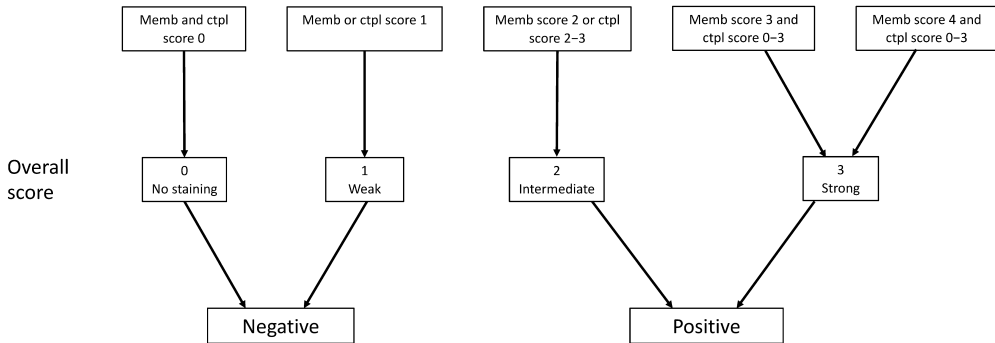 Memb and ctpl
score 0
Memb or ctpl score 1
Memb score 2 or ctpl
score 2−3
Memb score 3 and
ctpl score 0−3
Memb score 4 and
ctpl score 0−3
Overall
score
0
No staining
1
Weak
2
Intermediate
3
Strong
Negative
Positive